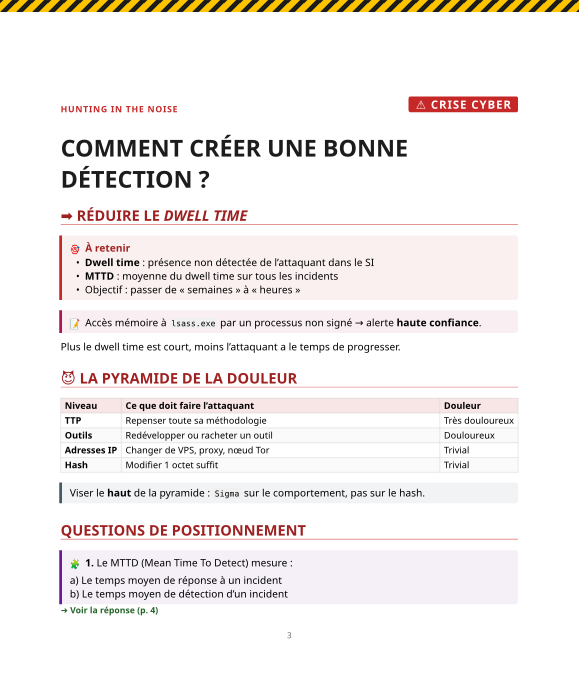 HUNTING IN THE NOISE
⚠ CRISE CYBER
COMMENT CRÉER UNE BONNE
DÉTECTION ?
➡ RÉDUIRE LE DWELL TIME
🎯 À retenir
• Dwell time : présence non détectée de l’attaquant dans le SI
• MTTD : moyenne du dwell time sur tous les incidents
• Objectif : passer de « semaines » à « heures »
📝 Accès mémoire à lsass.exe par un processus non signé → alerte haute confiance.
Plus le dwell time est court, moins l’attaquant a le temps de progresser.
😈 LA PYRAMIDE DE LA DOULEUR
Niveau Ce que doit faire l’attaquant Douleur
TTP Repenser toute sa méthodologie Très douloureux
Outils Redévelopper ou racheter un outil Douloureux
Adresses IP Changer de VPS, proxy, nœud Tor Trivial
Hash Modifier 1 octet suffit Trivial
Viser le haut de la pyramide : Sigma sur le comportement, pas sur le hash.
QUESTIONS DE POSITIONNEMENT
🧩 1. Le MTTD (Mean Time To Detect) mesure :
a) Le temps moyen de réponse à un incident
b) Le temps moyen de détection d’un incident
➔ Voir la réponse (p. 4)
3